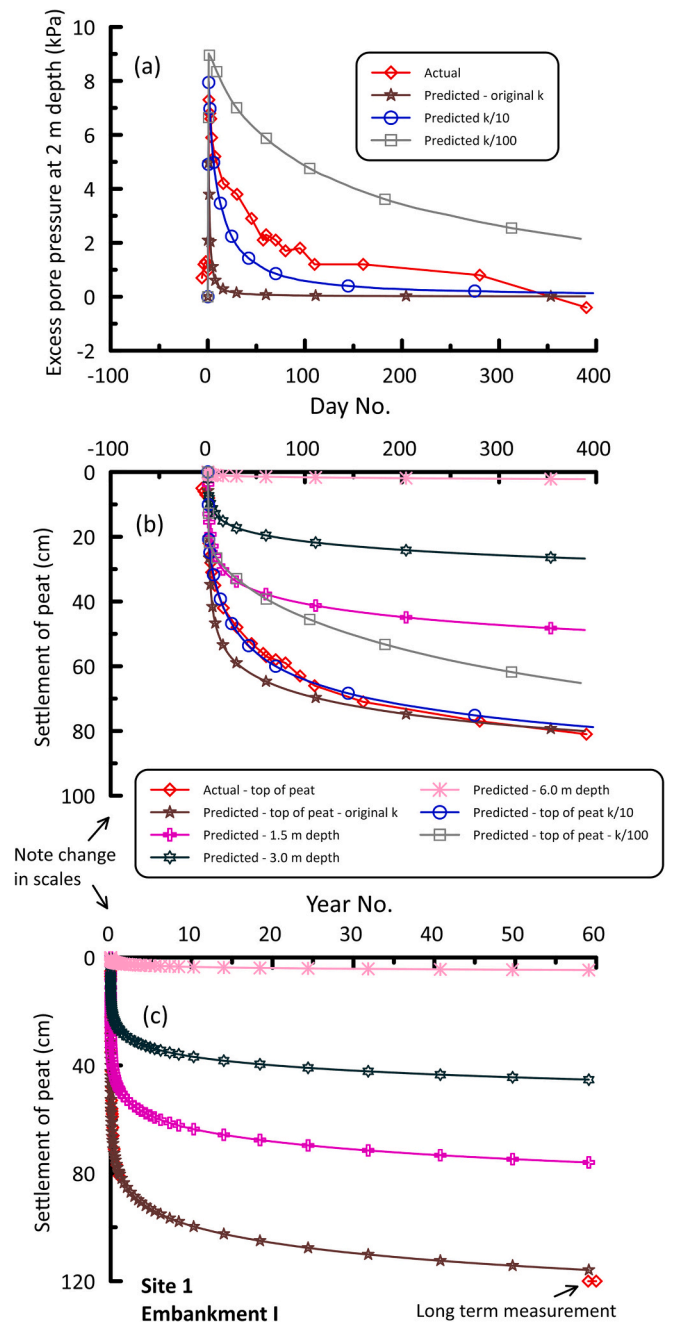 Excess pore pressure at 2 m depth (kPa)
10
8
6
4
2
0
-2
(a)
Actual
Predicted - original k
Predicted k/10
Predicted k/100
-100 0 100 200 300 400
Day No.
-100 0 100 200 300 400
Settlement of peat (cm)
0
20
40
60
80
100
(b)
Actual - top of peat
Predicted - top of peat - original k
Predicted - 1.5 m depth
Predicted - 3.0 m depth
Predicted - 6.0 m depth
Predicted - top of peat k/10
Predicted - top of peat - k/100
Note change
in scales
Year No.
0 10 20 30 40 50 60
Settlement of peat (cm)
0
40
80
120
(c)
Site 1
Embankment I
Long term measurement